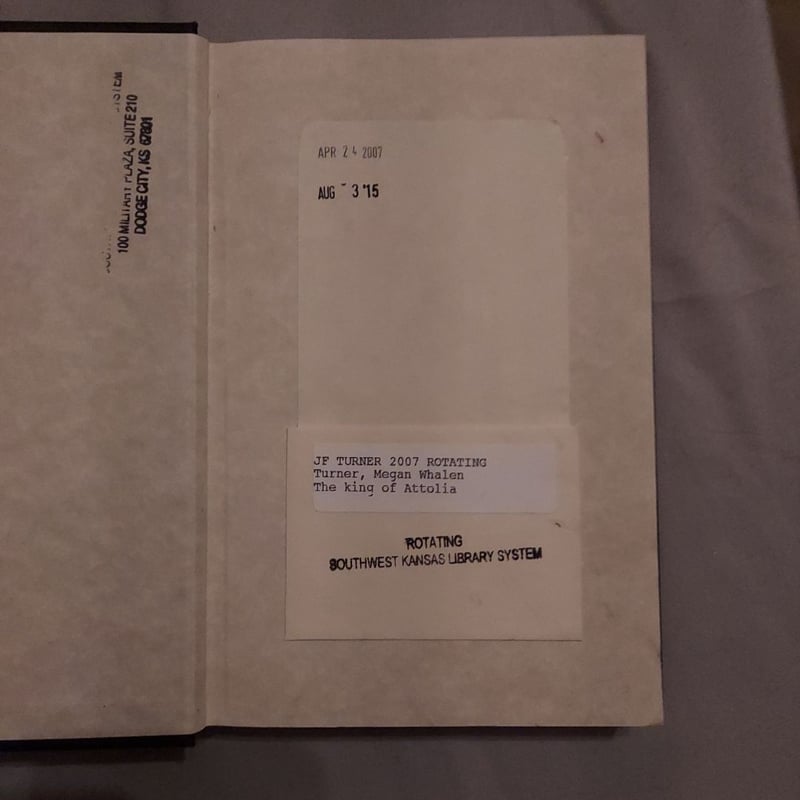 100 MILITARY PLAZA, SUITE 210
DODGE CITY, KS 67801
APR 24 2007
AUG - 3 '15
JF TURNER 2007 ROTATING
Turner, Megan Whalen
The king of Attolia
ROTATING
SOUTHWEST KANSAS LIBRARY SYSTEM